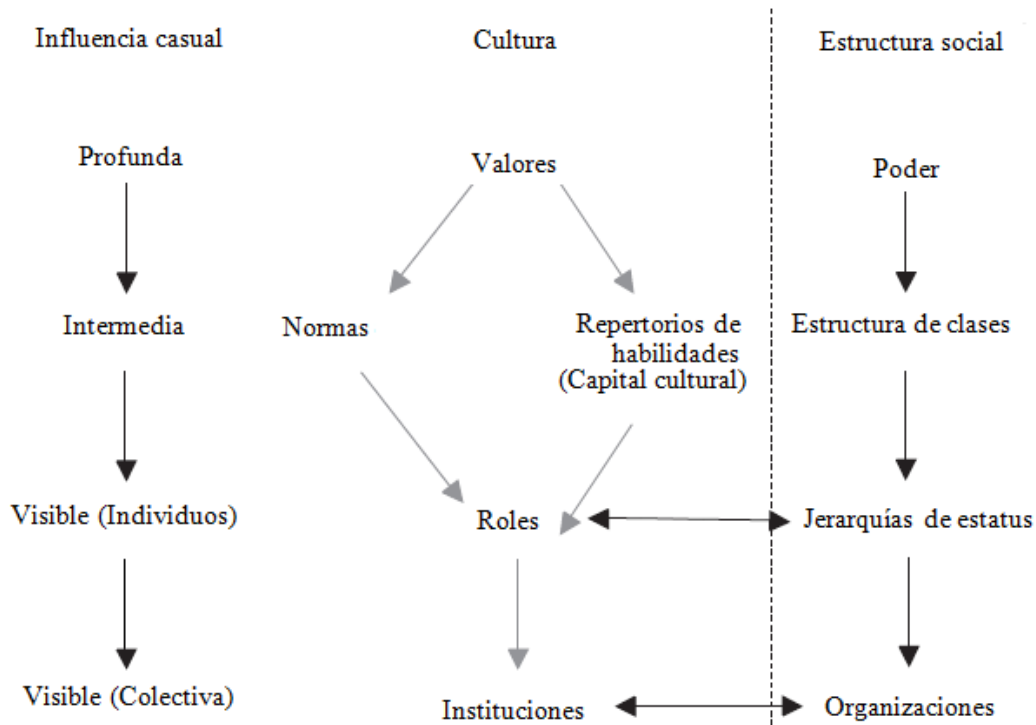 Influencia casual
Cultura
Estructura social
Profunda
Valores
Poder
Intermedia
Normas
Repertorios de
habilidades
(Capital cultural)
Estructura de clases
Visible (Individuos)
Roles
Jerarquías de estatus
Visible (Colectiva)
Instituciones
Organizaciones